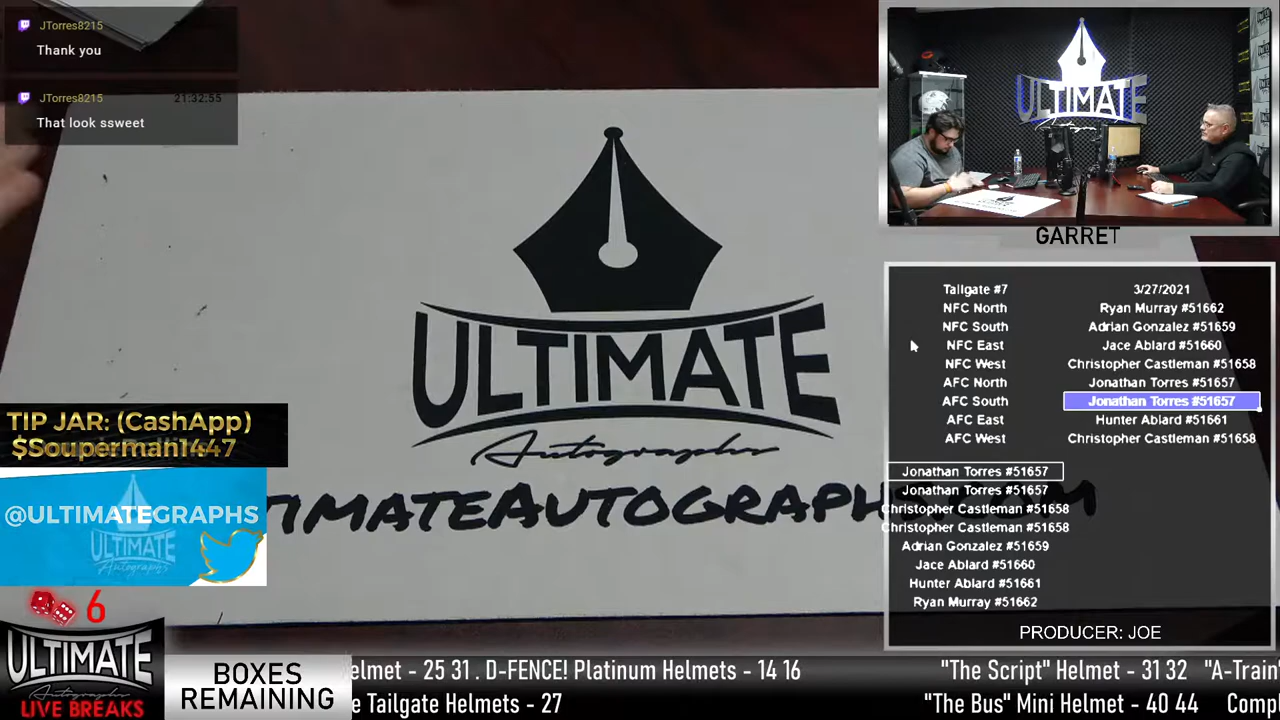 JTorres8215
Thank you
JTorres8215
21:32:55
That look ssweet
ULTIMATE
Autographs
ULTIMATE
Autographs
GARRET
Tailgate #7 3/27/2021
NFC North Ryan Murray #51662
NFC South Adrian Gonzalez #51659
NFC East Jace Ablard #51660
NFC West Christopher Castleman #51658
AFC North Jonathan Torres #51657
AFC South Jonathan Torres #51657
AFC East Hunter Ablard #51661
AFC West Christopher Castleman #51658
Jonathan Torres #51657
Jonathan Torres #51657
Christopher Castleman #51658
Christopher Castleman #51658
Adrian Gonzalez #51659
Jace Ablard #51660
Hunter Ablard #51661
Ryan Murray #51662
PRODUCER: JOE
TIP JAR: (CashApp)
$Souperman1447
@ULTIMATEGRAPHS
ULTIMATE
Autographs
6
ULTIMATE
Autographs
LIVE BREAKS
BOXES
REMAINING
elmet - 25 31 . D-FENCE! Platinum Helmets - 14 16 "The Script" Helmet - 31 32 "A-Train"
e Tailgate Helmets - 27 "The Bus" Mini Helmet - 40 44 Comp